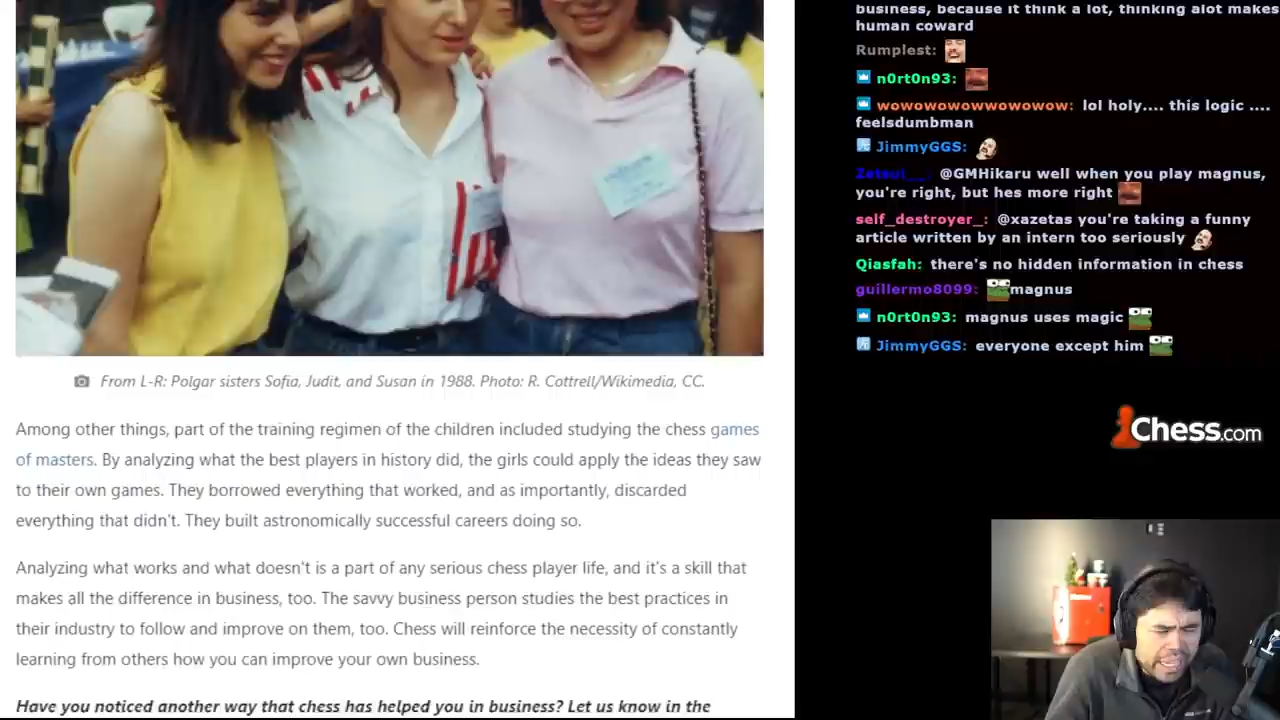 From L-R: Polgar sisters Sofia, Judit, and Susan in 1988. Photo: R. Cottrell/Wikimedia, CC.
Among other things, part of the training regimen of the children included studying the chess games
of masters. By analyzing what the best players in history did, the girls could apply the ideas they saw
to their own games. They borrowed everything that worked, and as importantly, discarded
everything that didn't. They built astronomically successful careers doing so.
Analyzing what works and what doesn't is a part of any serious chess player life, and it's a skill that
makes all the difference in business, too. The savvy business person studies the best practices in
their industry to follow and improve on them, too. Chess will reinforce the necessity of constantly
learning from others how you can improve your own business.
Have you noticed another way that chess has helped you in business? Let us know in the
business, because it think a lot, thinking alot makes
human coward
Rumplest:
n0rt0n93:
wowowowowwowowow: lol holy.... this logic ....
feelsdumbman
JimmyGGS:
@GMHikaru well when you play magnus,
you're right, but hes more right
self_destroyer_: @xazetas you're taking a funny
article written by an intern too seriously
Qiasfah: there's no hidden information in chess
guillermo8099: magnus
n0rt0n93: magnus uses magic
JimmyGGS: everyone except him
Chess.com